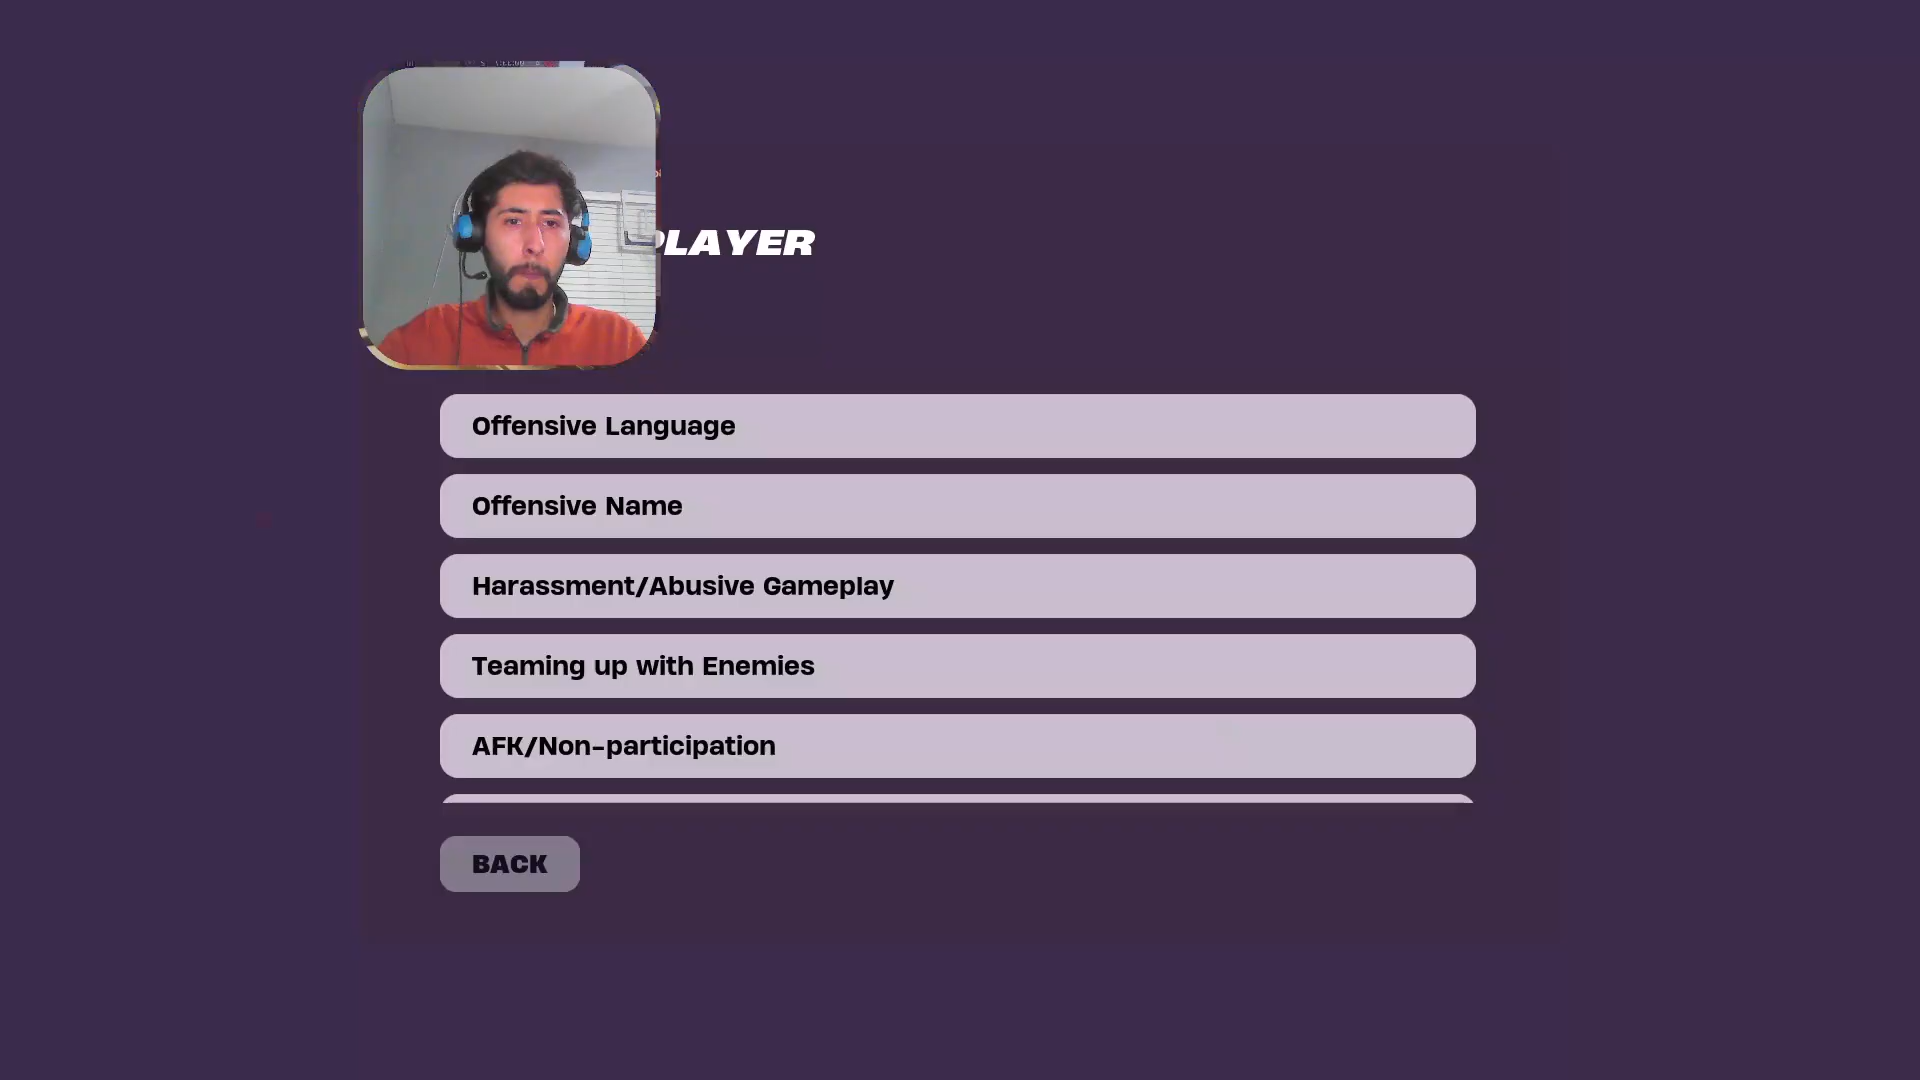 PLAYER
Offensive Language
Offensive Name
Harassment/Abusive Gameplay
Teaming up with Enemies
AFK/Non-participation
BACK